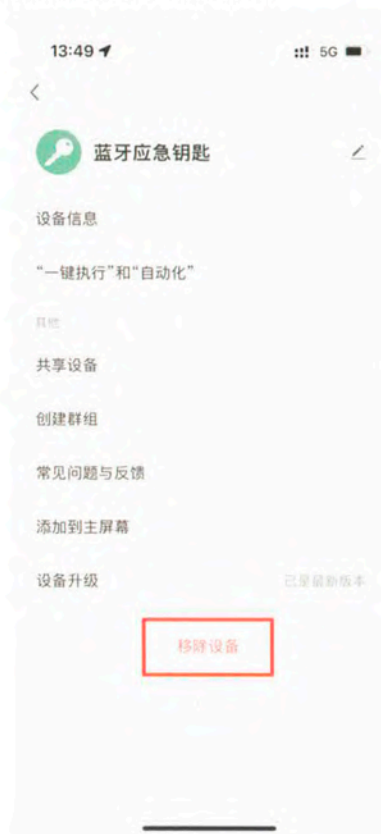 13:49
5G
蓝牙应急钥匙
设备信息
“一键执行”和“自动化”
其他
共享设备
创建群组
常见问题与反馈
添加到主屏幕
设备升级 已是最新版本
移除设备